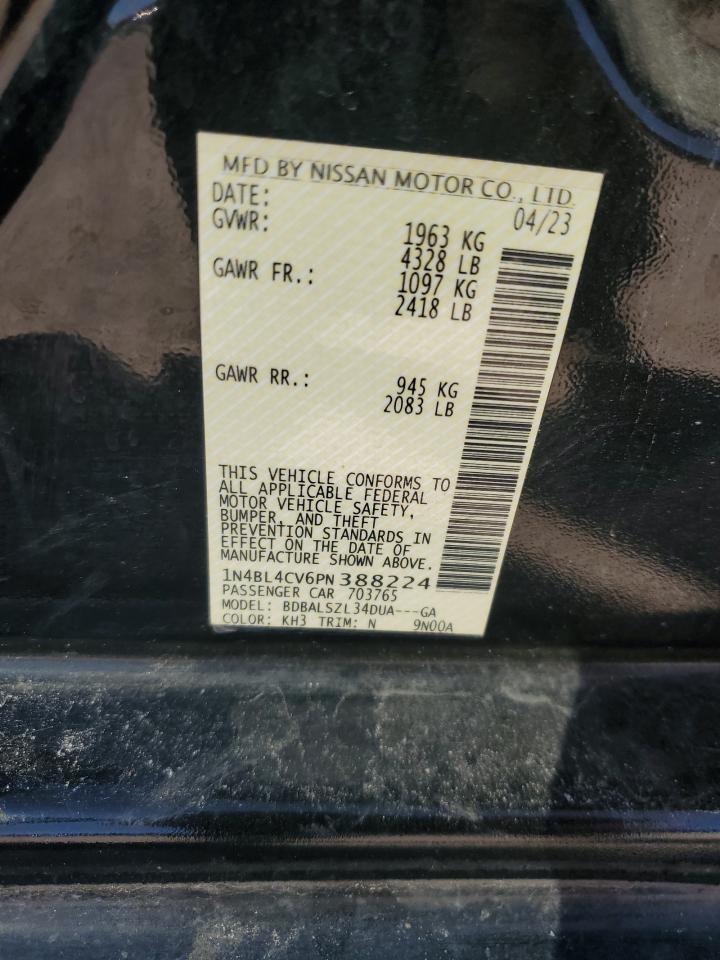 MFD BY NISSAN MOTOR CO., LTD.
DATE: 04/23
GVWR: 1963 KG
4328 LB
GAWR FR.: 1097 KG
2418 LB
GAWR RR.: 945 KG
2083 LB
THIS VEHICLE CONFORMS TO
ALL APPLICABLE FEDERAL
MOTOR VEHICLE SAFETY,
BUMPER, AND THEFT
PREVENTION STANDARDS IN
EFFECT ON THE DATE OF
MANUFACTURE SHOWN ABOVE.
1N4BL4CV6PN388224
PASSENGER CAR 703765
MODEL: BDBALSZL34DUA---GA
COLOR: KH3 TRIM: N 9N00A